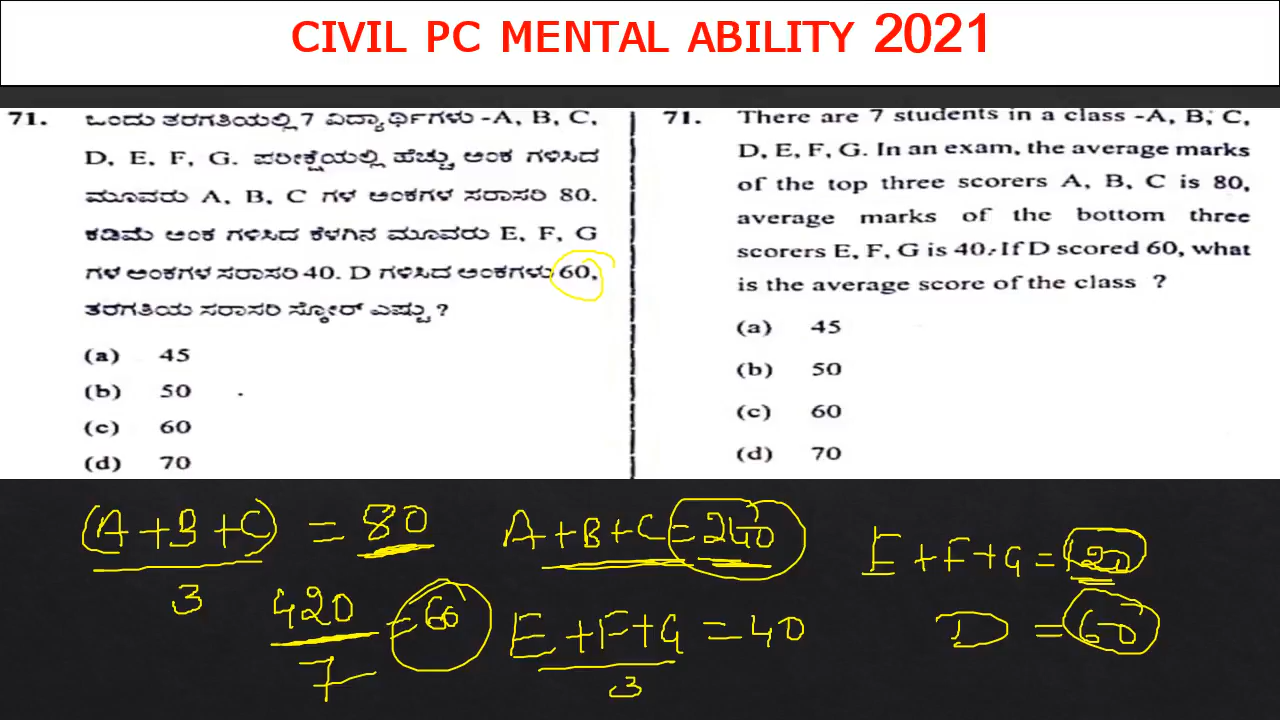 CIVIL PC MENTAL ABILITY 2021
71. ಒಂದು ತರಗತಿಯಲ್ಲಿ 7 ವಿದ್ಯಾರ್ಥಿಗಳು -A, B, C,
D, E, F, G. ಪರೀಕ್ಷೆಯಲ್ಲಿ ಹೆಚ್ಚು ಅಂಕ ಗಳಿಸಿದ
ಮೂವರು A, B, C ಗಳ ಅಂಕಗಳ ಸರಾಸರಿ 80.
ಕಡಿಮೆ ಅಂಕ ಗಳಿಸಿದ ಕೆಳಗಿನ ಮೂವರು E, F, G
ಗಳ ಅಂಕಗಳ ಸರಾಸರಿ 40. D ಗಳಿಸಿದ ಅಂಕಗಳು 60,
ತರಗತಿಯ ಸರಾಸರಿ ಸ್ಕೋರ್ ಎಷ್ಟು ?
(a) 45
(b) 50
(c) 60
(d) 70
71. There are 7 students in a class -A, B, C,
D, E, F, G. In an exam, the average marks
of the top three scorers A, B, C is 80,
average marks of the bottom three
scorers E, F, G is 40. If D scored 60, what
is the average score of the class ?
(a) 45
(b) 50
(c) 60
(d) 70
(A+B+C) = 80
3
A+B+C = 240
E+F+G = 120
420 = 60
7
E+F+G = 40
3
D = 60